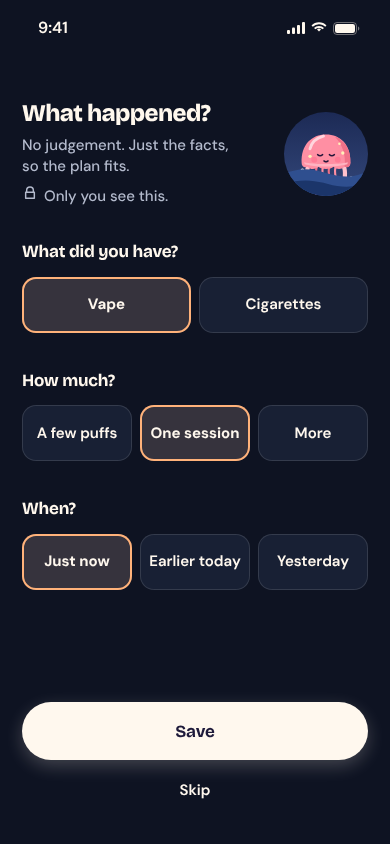 9:41
What happened?
No judgement. Just the facts,
so the plan fits.
Only you see this.
What did you have?
Vape
Cigarettes
How much?
A few puffs
One session
More
When?
Just now
Earlier today
Yesterday
Save
Skip